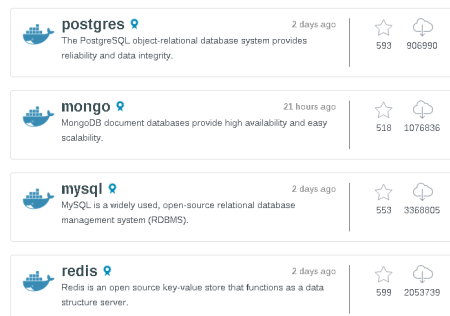 postgres
2 days ago
The PostgreSQL object-relational database system provides
reliability and data integrity.
593
906990
mongo
21 hours ago
MongoDB document databases provide high availability and easy
scalability.
518
1076836
mysql
2 days ago
MySQL is a widely used, open-source relational database
management system (RDBMS).
553
3368805
redis
2 days ago
Redis is an open source key-value store that functions as a data
structure server.
599
2053739